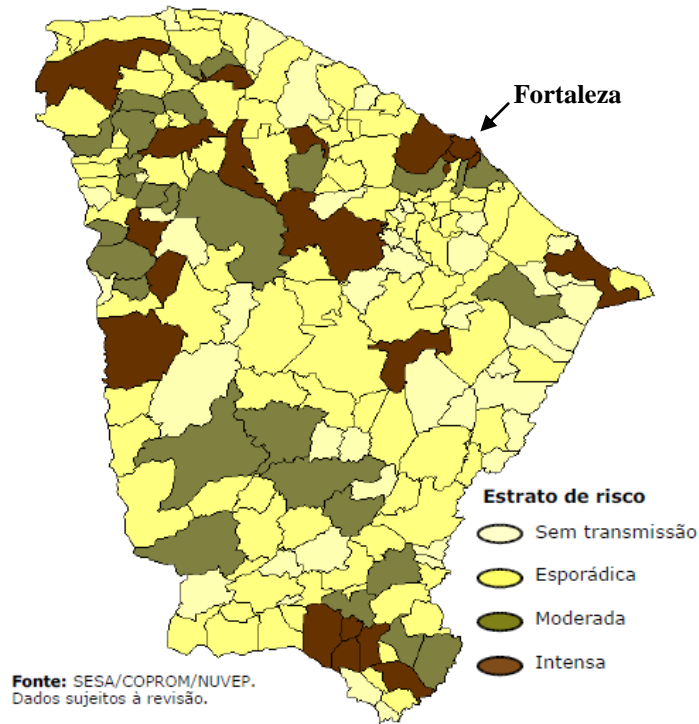 Fortaleza
Estrato de risco
Sem transmissão
Esporádica
Moderada
Intensa
Fonte: SESA/COPROM/NUVEP.
Dados sujeitos à revisão.